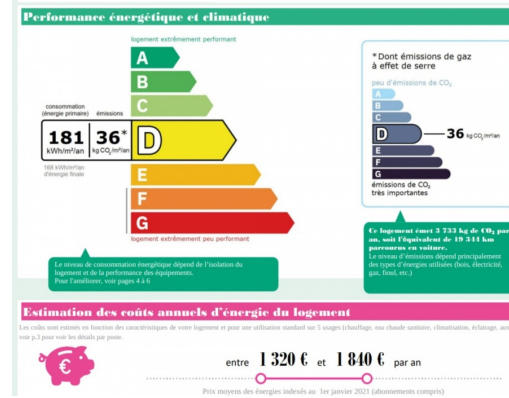 Performance énergétique et climatique
logement extrêmement performant
A
B
C
consommation
(énergie primaire)
émissions
181
kWh/m²/an
36*
kg CO₂/m²/an
D
168 kWh/m²/an
d'énergie finale
E
F
G
logement extrêmement peu performant
Le niveau de consommation énergétique dépend de l'isolation du
logement et de la performance des équipements.
Pour l'améliorer, voir pages 4 à 6
*Dont émissions de gaz
à effet de serre
peu d'émissions de CO₂
A
B
C
D
36 kg CO₂/m²/an
E
F
G
émissions de CO₂
très importantes
Ce logement émet 3 733 kg de CO₂ par
an, soit l'équivalent de 19 344 km
parcourus en voiture.
Le niveau d'émissions dépend principalement
des types d'énergies utilisées (bois, électricité,
gaz, fioul, etc.)
Estimation des coûts annuels d'énergie du logement
Les coûts sont estimés en fonction des caractéristiques de votre logement et pour une utilisation standard sur 5 usages (chauffage, eau chaude sanitaire, climatisation, éclairage,
voir p.3 pour voir les détails par poste.
€
entre 1 320 € et 1 840 € par an
Prix moyens des énergies indexés au 1er janvier 2021 (abonnements compris)